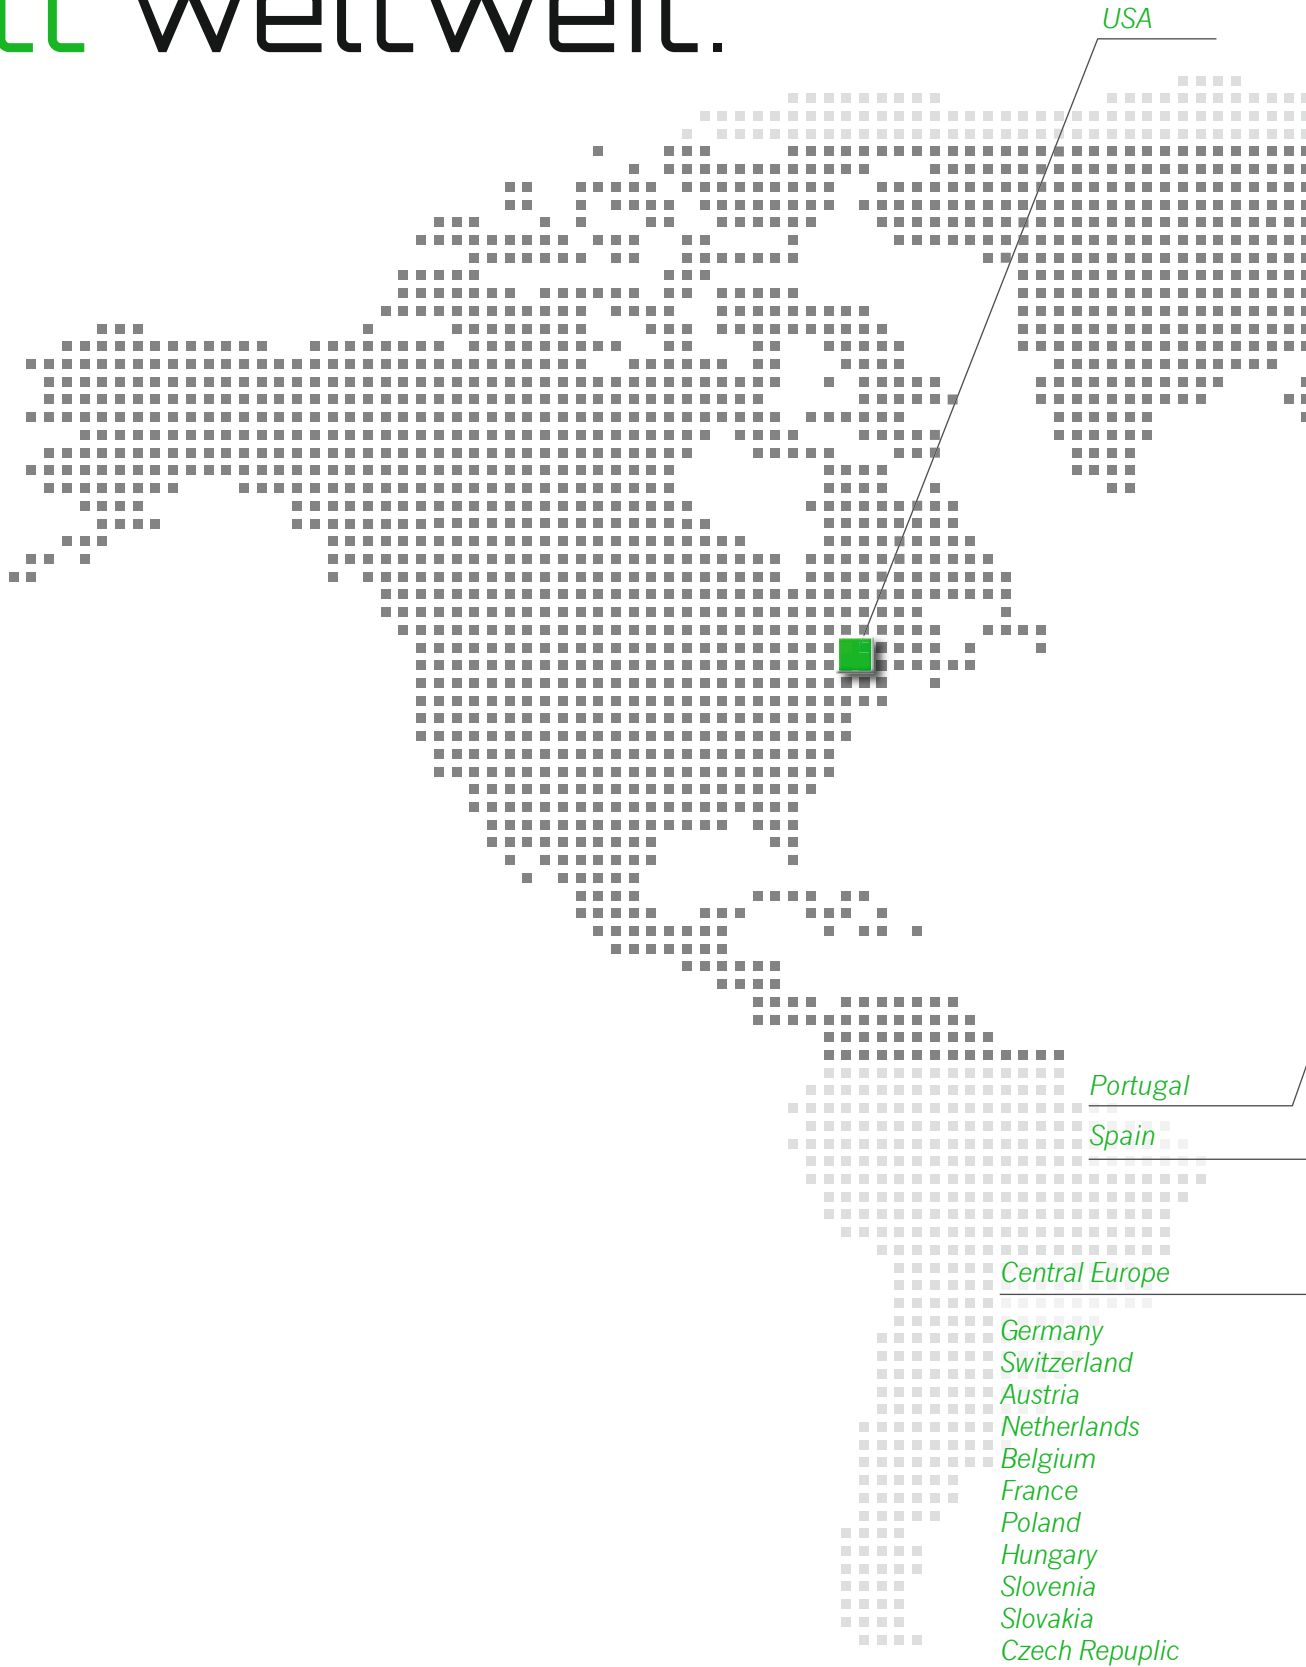 weltweit.
USA
Portugal
Spain
Central Europe
Germany
Switzerland
Austria
Netherlands
Belgium
France
Poland
Hungary
Slovenia
Slovakia
Czech Repuplic